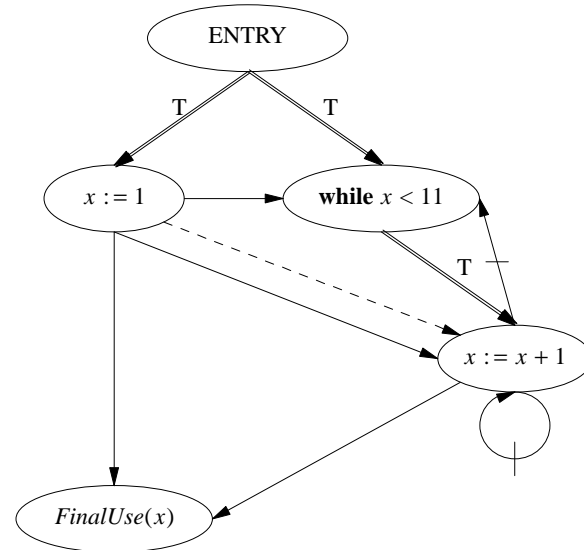 ENTRY
T
T
x := 1
while x < 11
T
x := x + 1
FinalUse(x)